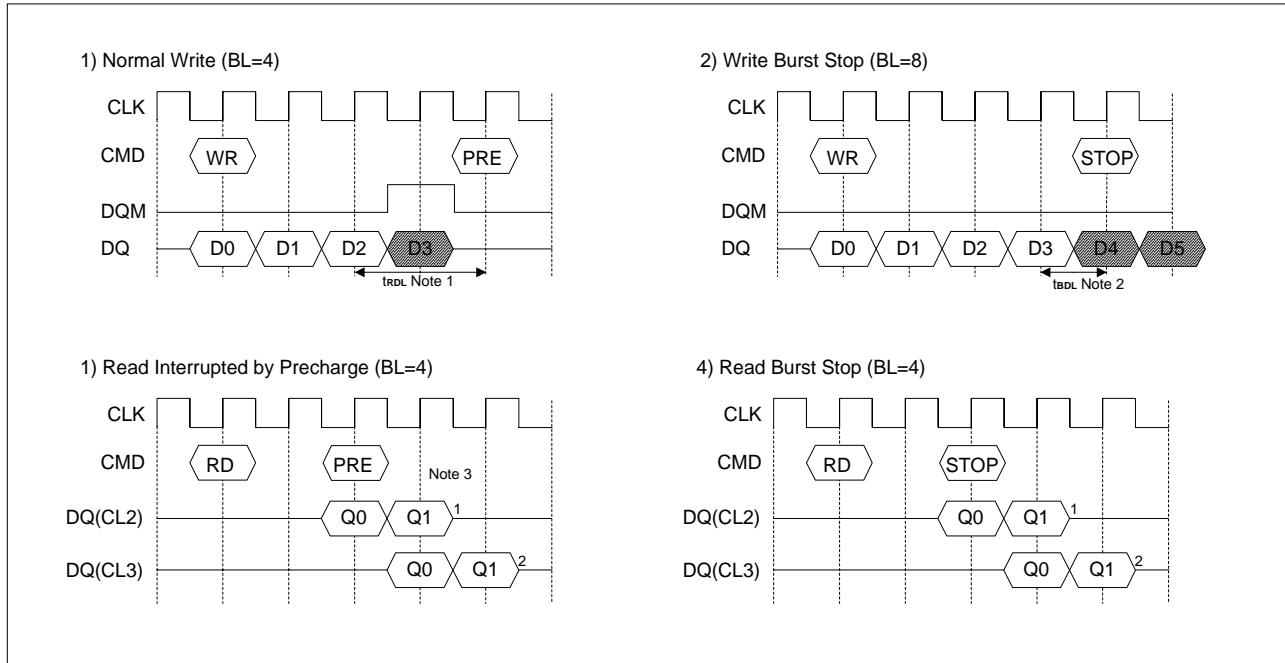 1) Normal Write (BL=4)
CLK
CMD
WR
PRE
DQM
DQ
D0
D1
D2
D3
tRDL Note 1
2) Write Burst Stop (BL=8)
CLK
CMD
WR
STOP
DQM
DQ
D0
D1
D2
D3
D4
D5
tBDL Note 2
1) Read Interrupted by Precharge (BL=4)
CLK
CMD
RD
PRE
Note 3
DQ(CL2)
Q0
Q1
1
DQ(CL3)
Q0
Q1
2
4) Read Burst Stop (BL=4)
CLK
CMD
RD
STOP
DQ(CL2)
Q0
Q1
1
DQ(CL3)
Q0
Q1
2